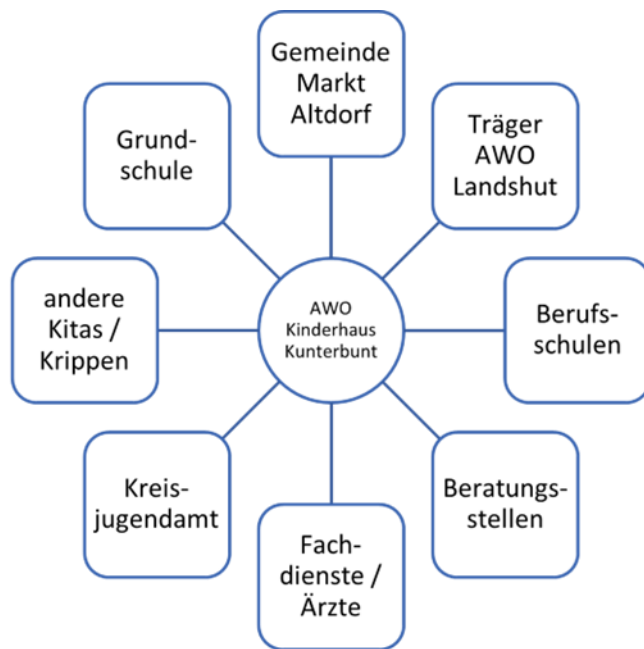 Gemeinde
Markt
Altdorf
Träger
AWO
Landshut
Berufs-
schulen
Beratungs-
stellen
Fach-
dienste /
Ärzte
Kreis-
jugendamt
andere
Kitas /
Krippen
Grund-
schule
AWO
Kinderhaus
Kunterbunt